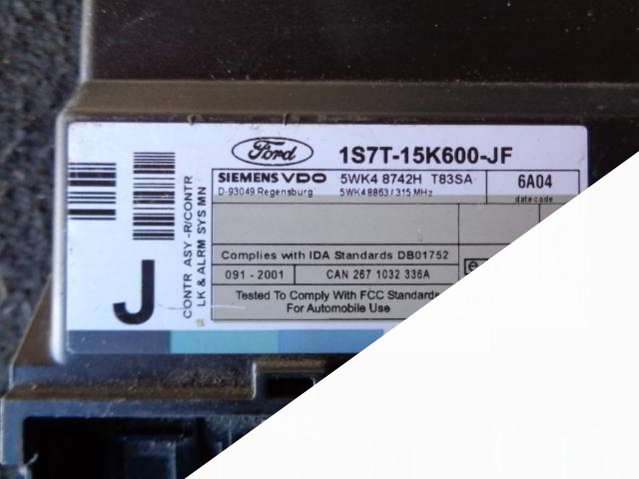 Ford
1S7T-15K600-JF
SIEMENS VDO 5WK4 8742H T83SA 6A04
D-93049 Regensburg 5WK48863 / 315 MHz date code
Complies with IDA Standards DB01752
091 - 2001 CAN 267 1032 336A e
Tested To Comply With FCC Standards
For Automobile Use
J
CONTR ASY -R/CONTR
LK & ALRM SYS MN